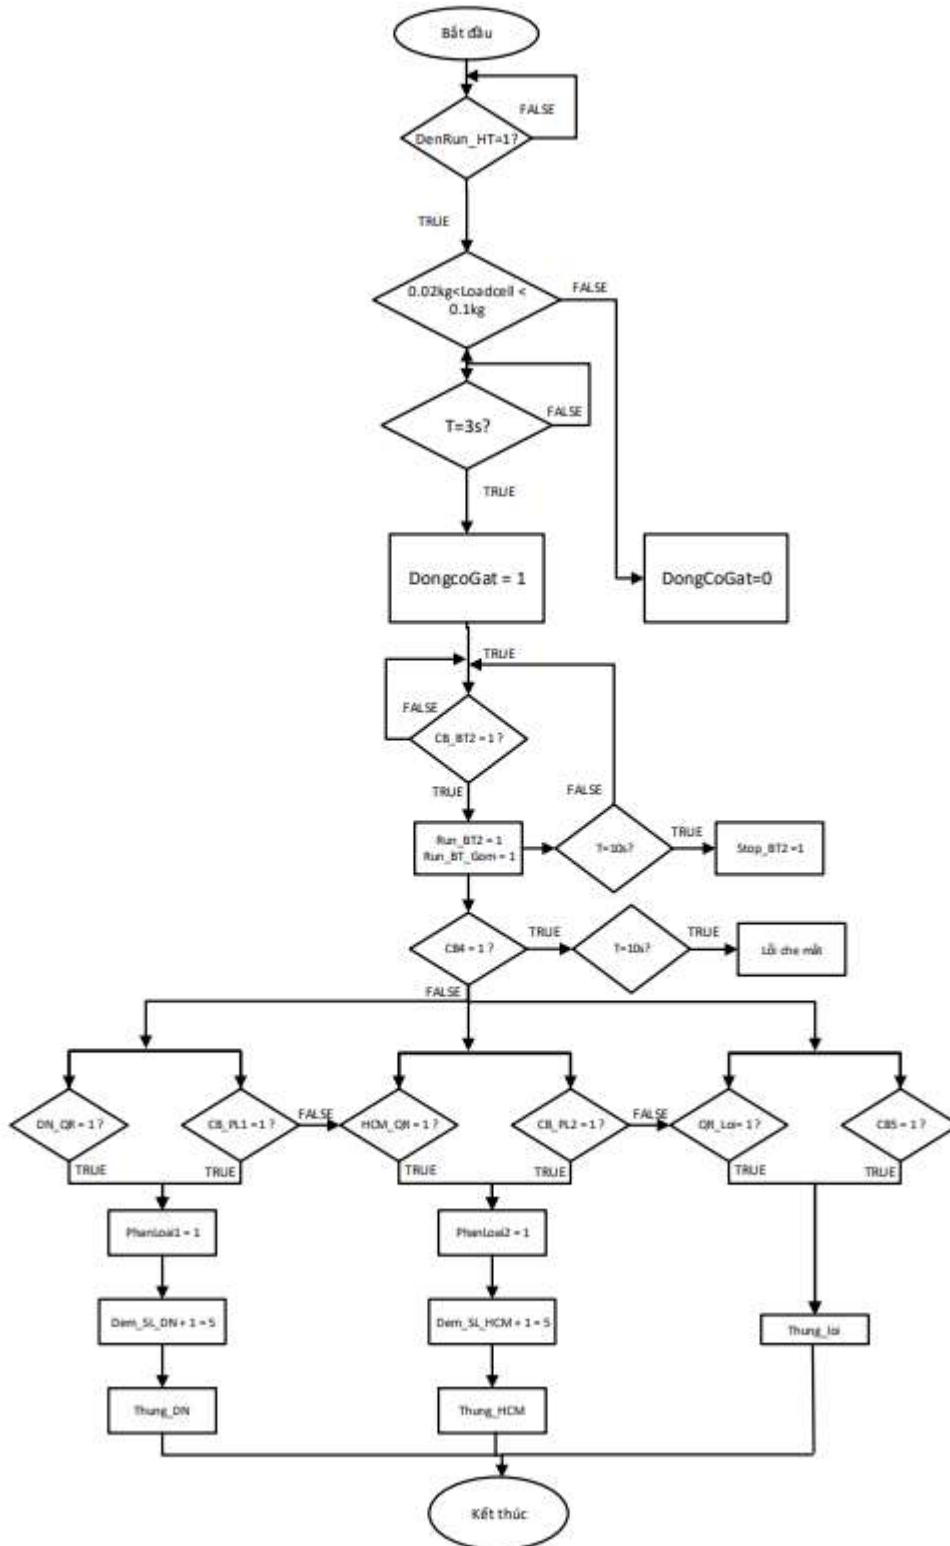 Bắt đầu
FALSE
DenRun_HT=1?
TRUE
0.02kg<Loadcell <
0.1kg
FALSE
T=3s?
FALSE
TRUE
DongcoGat = 1
DongCoGat=0
TRUE
FALSE
CB_BT2 = 1 ?
TRUE
FALSE
Run_BT2 = 1
Run_BT_Gom = 1
T=10s?
TRUE
Stop_BT2 =1
CB4 = 1 ?
TRUE
T=10s?
TRUE
Lỗi che mắt
FALSE
DN_QR = 1 ?
CB_PL1 = 1 ?
FALSE
HCM_QR = 1 ?
CB_PL2 = 1 ?
FALSE
QR_Loi= 1 ?
CB5 = 1 ?
TRUE
TRUE
TRUE
TRUE
TRUE
TRUE
PhanLoai1 = 1
PhanLoai2 = 1
Dem_SL_DN + 1 = 5
Dem_SL_HCM + 1 = 5
Thung_loi
Thung_DN
Thung_HCM
Kết thúc